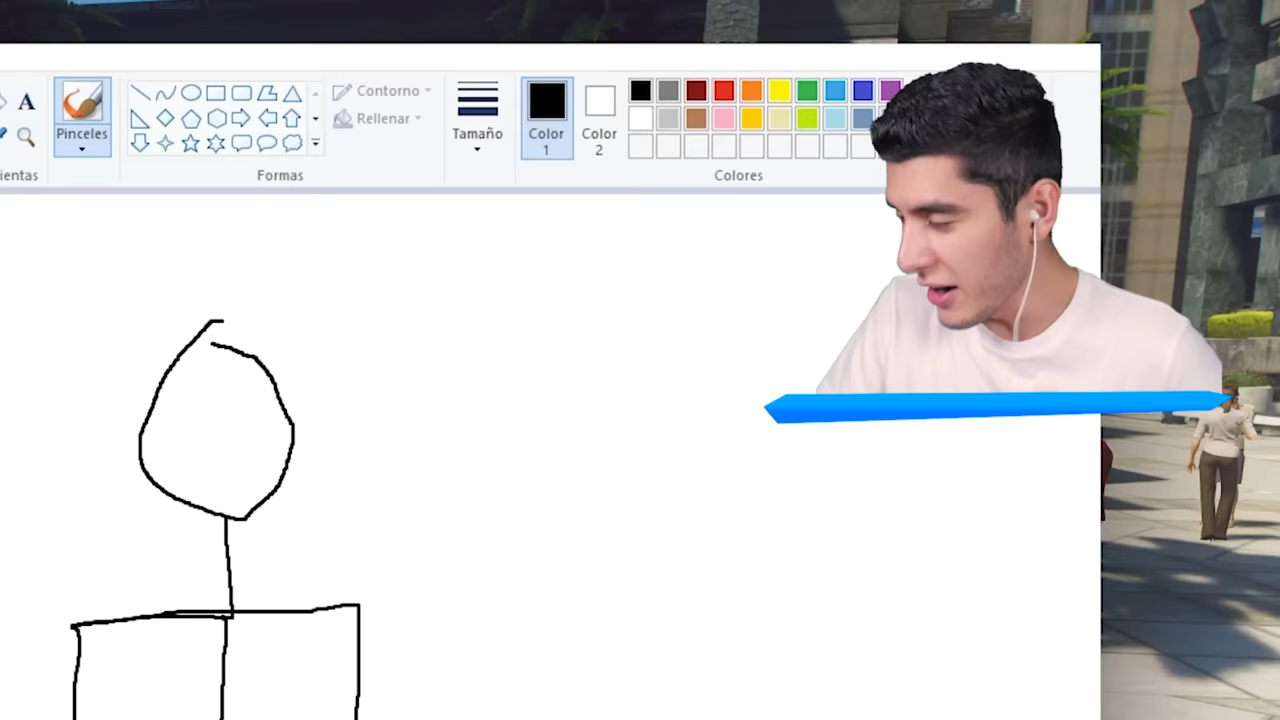 A
Pinceles
Contorno
Rellenar
Tamaño
Color
1
Color
2
ientas
Formas
Colores